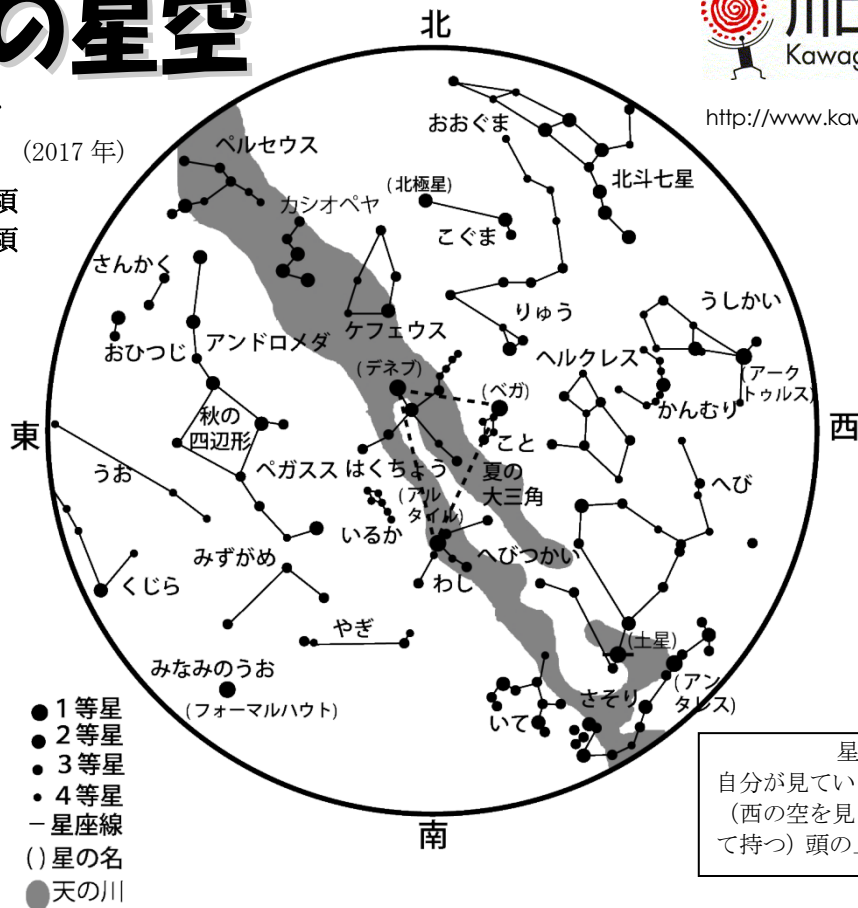 の星空
北
川口
Kawag
http://www.kaw
(2017 年)
頃
頃
ペルセウス
おおぐま
北斗七星
(北極星)
カシオペヤ
こぐま
さんかく
おひつじ
アンドロメダ
ケフェウス
りゅう
うしかい
ヘルクレス
(アーク
トゥルス)
(デネブ)
(ベガ)
かんむり
東
西
秋の
四辺形
こと
うお
ペガスス
はくちょう
夏の
大三角
へび
(アル
タイル)
いるか
みずがめ
へびつかい
くじら
わし
やぎ
(土星)
みなみのうお
(フォーマルハウト)
いて
さそり
(アン
タレス)
南
1等星
2等星
3等星
4等星
－星座線
()星の名
天の川
星
自分が見てい
(西の空を見
て持つ) 頭の